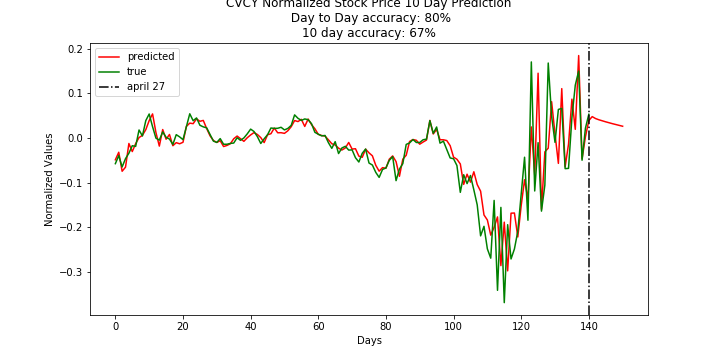 CVCY Normalized Stock Price 10 Day Prediction
Day to Day accuracy: 80%
10 day accuracy: 67%
predicted
true
april 27
Normalized Values
0.2
0.1
0.0
−0.1
−0.2
−0.3
0 20 40 60 80 100 120 140
Days